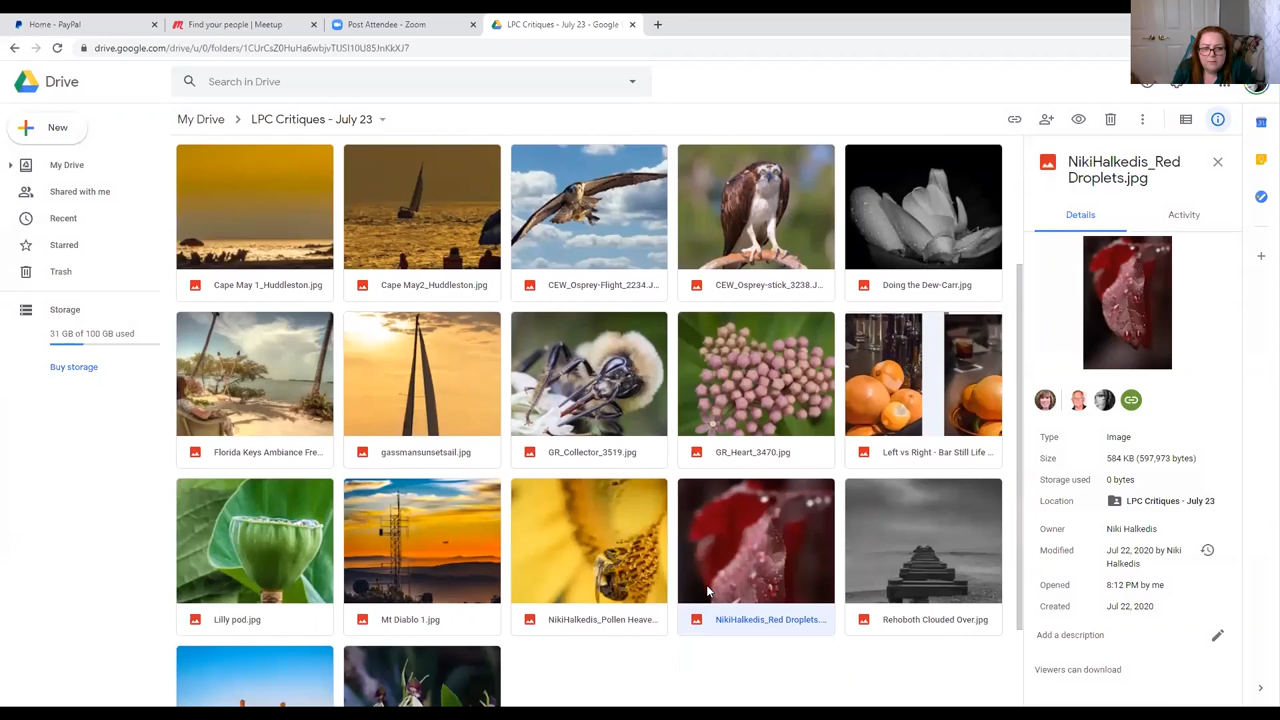 Home - PayPal
Find your people | Meetup
Post Attendee - Zoom
LPC Critiques - July 23 - Google
drive.google.com/drive/u/0/folders/1CUrCsZ0HuHa6wbjvTUSI10U85JnKkXJ7
Drive
Search in Drive
New
My Drive
Shared with me
Recent
Starred
Trash
Storage
31 GB of 100 GB used
Buy storage
My Drive
LPC Critiques - July 23
Cape May 1_Huddleston.jpg
Cape May2_Huddleston.jpg
CEW_Osprey-Flight_2234.J...
CEW_Osprey-stick_3238.J...
Doing the Dew-Carr.jpg
Florida Keys Ambiance Fre...
gassmansunsetsail.jpg
GR_Collector_3519.jpg
GR_Heart_3470.jpg
Left vs Right - Bar Still Life ...
Lilly pod.jpg
Mt Diablo 1.jpg
NikiHalkedis_Pollen Heave...
NikiHalkedis_Red Droplets....
Rehoboth Clouded Over.jpg
NikiHalkedis_Red
Droplets.jpg
Details
Activity
Type Image
Size 584 KB (597,973 bytes)
Storage used 0 bytes
Location LPC Critiques - July 23
Owner Niki Halkedis
Modified Jul 22, 2020 by Niki
Halkedis
Opened 8:12 PM by me
Created Jul 22, 2020
Add a description
Viewers can download